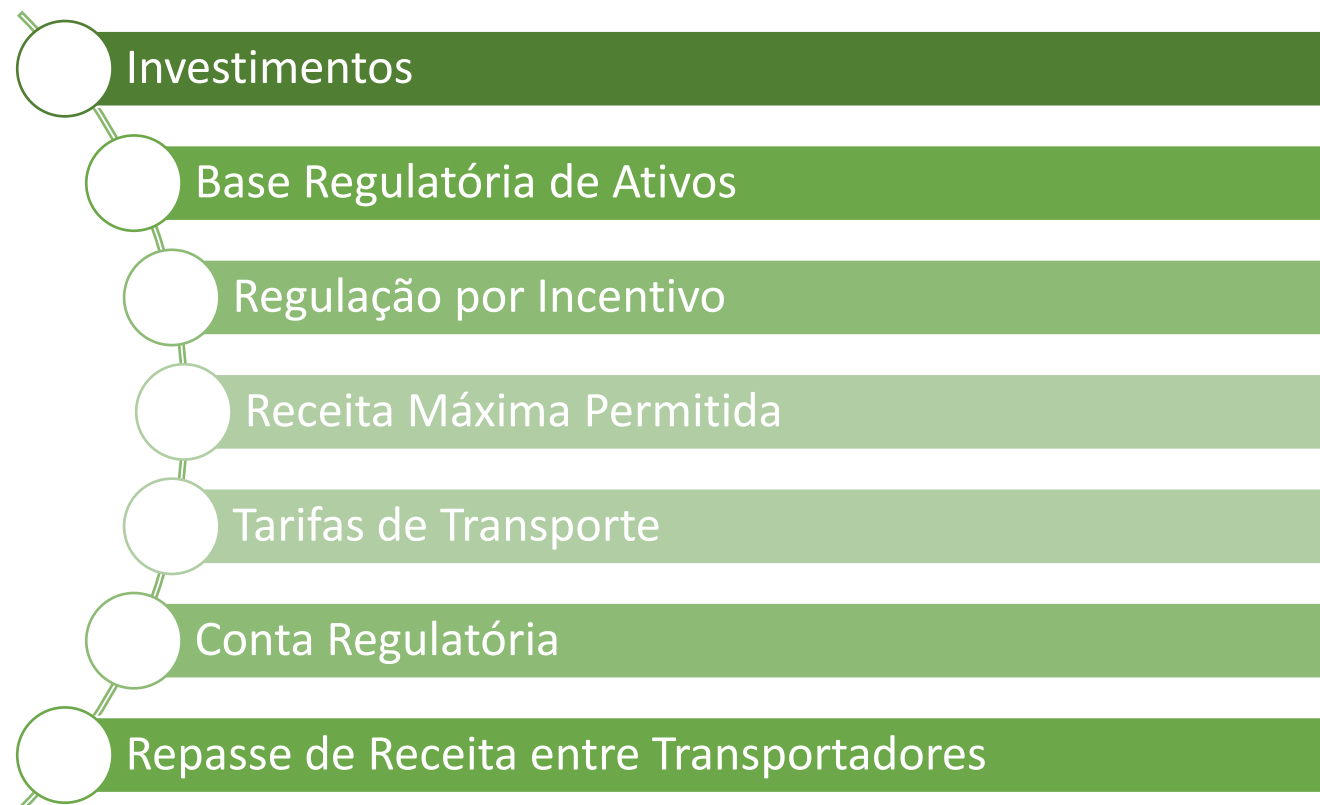 Investimentos
Base Regulatória de Ativos
Regulação por Incentivo
Receita Máxima Permitida
Tarifas de Transporte
Conta Regulatória
Repasse de Receita entre Transportadores